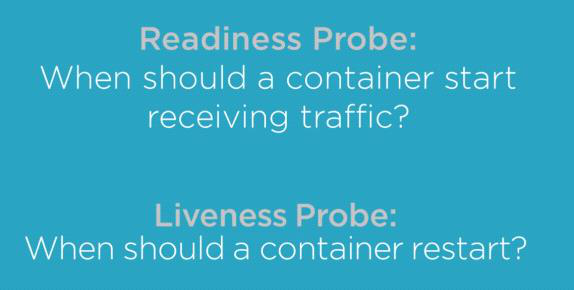 Readiness Probe:
When should a container start
receiving traffic?
Liveness Probe:
When should a container restart?